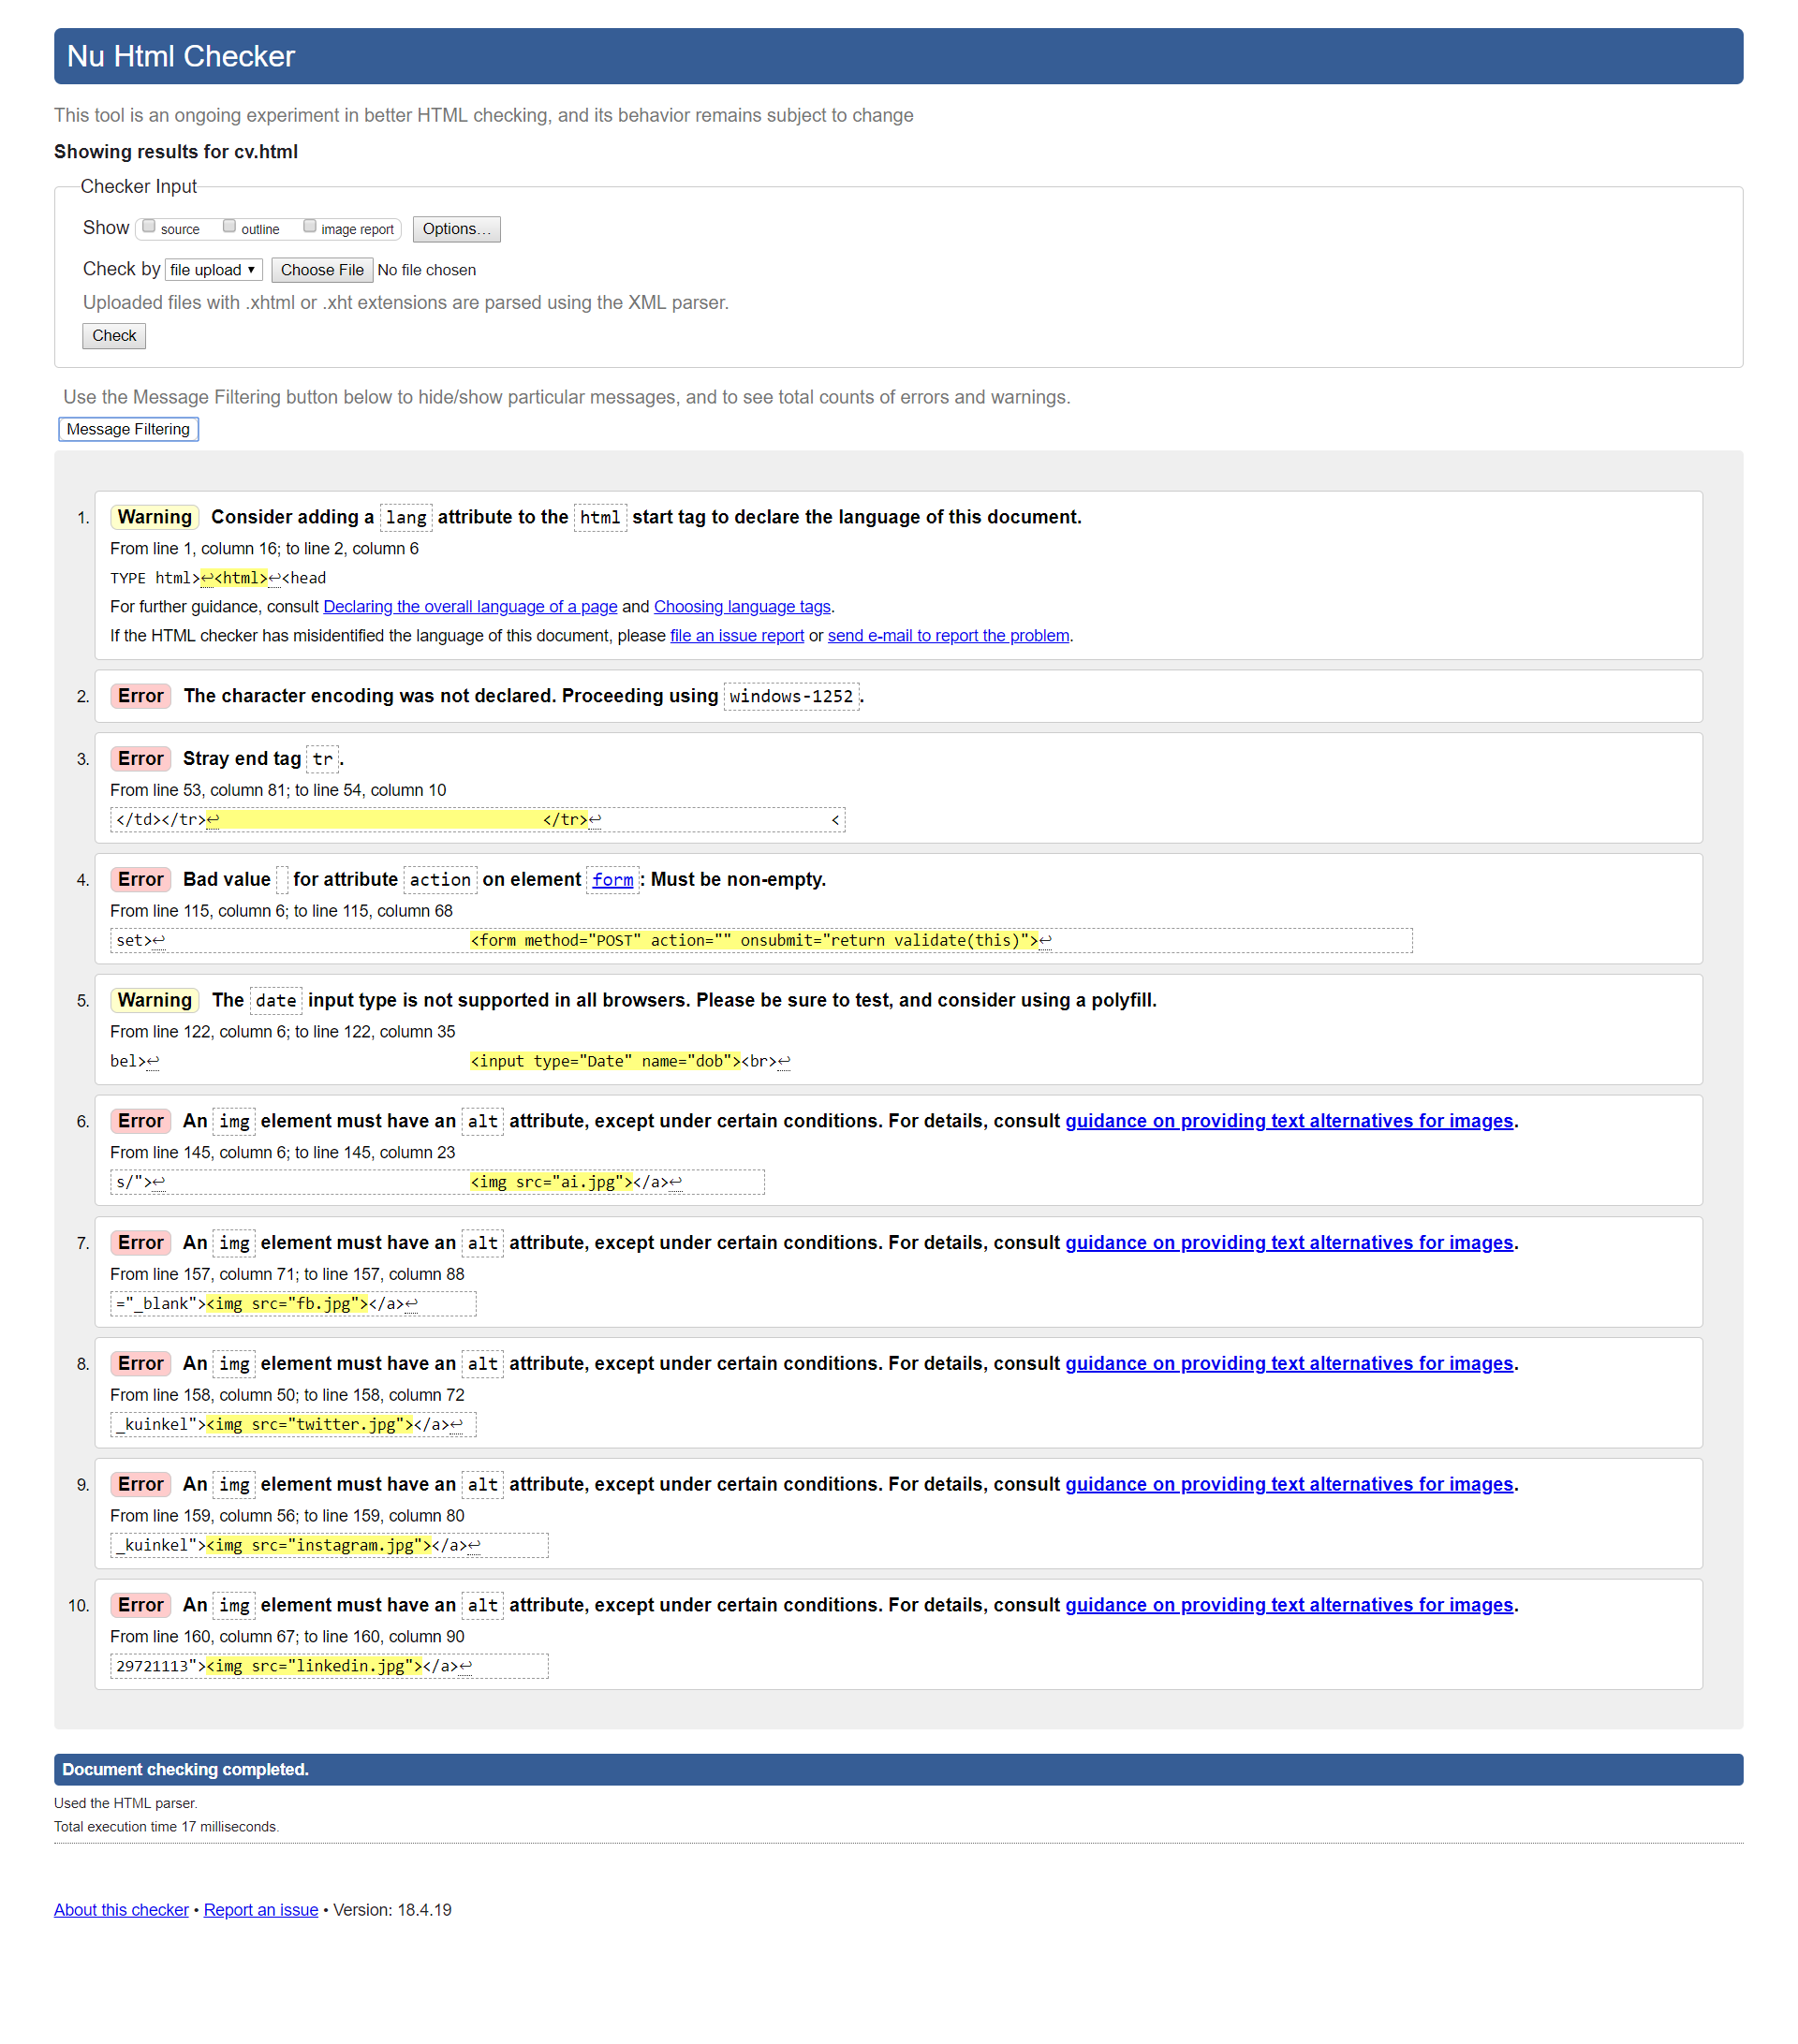 Nu Html Checker
This tool is an ongoing experiment in better HTML checking, and its behavior remains subject to change
Showing results for cv.html
Checker Input
Show source outline image report Options...
Check by file upload Choose File No file chosen
Uploaded files with .xhtml or .xht extensions are parsed using the XML parser.
Check
Use the Message Filtering button below to hide/show particular messages, and to see total counts of errors and warnings.
Message Filtering
1. Warning Consider adding a lang attribute to the html start tag to declare the language of this document.
From line 1, column 16; to line 2, column 6
TYPE html>↩<html>↩<head
For further guidance, consult Declaring the overall language of a page and Choosing language tags.
If the HTML checker has misidentified the language of this document, please file an issue report or send e-mail to report the problem.
2. Error The character encoding was not declared. Proceeding using windows-1252.
3. Error Stray end tag tr.
From line 53, column 81; to line 54, column 10
</td></tr>↩ </tr>↩ <
4. Error Bad value for attribute action on element form: Must be non-empty.
From line 115, column 6; to line 115, column 68
set>↩ <form method="POST" action="" onsubmit="return validate(this)">↩
5. Warning The date input type is not supported in all browsers. Please be sure to test, and consider using a polyfill.
From line 122, column 6; to line 122, column 35
bel>↩ <input type="Date" name="dob"><br>↩
6. Error An img element must have an alt attribute, except under certain conditions. For details, consult guidance on providing text alternatives for images.
From line 145, column 6; to line 145, column 23
s/">↩ <img src="ai.jpg"></a>↩
7. Error An img element must have an alt attribute, except under certain conditions. For details, consult guidance on providing text alternatives for images.
From line 157, column 71; to line 157, column 88
="_blank"><img src="fb.jpg"></a>↩
8. Error An img element must have an alt attribute, except under certain conditions. For details, consult guidance on providing text alternatives for images.
From line 158, column 50; to line 158, column 72
_kuinkel"><img src="twitter.jpg"></a>↩
9. Error An img element must have an alt attribute, except under certain conditions. For details, consult guidance on providing text alternatives for images.
From line 159, column 56; to line 159, column 80
_kuinkel"><img src="instagram.jpg"></a>↩
10. Error An img element must have an alt attribute, except under certain conditions. For details, consult guidance on providing text alternatives for images.
From line 160, column 67; to line 160, column 90
29721113"><img src="linkedin.jpg"></a>↩
Document checking completed.
Used the HTML parser.
Total execution time 17 milliseconds.
About this checker • Report an issue • Version: 18.4.19